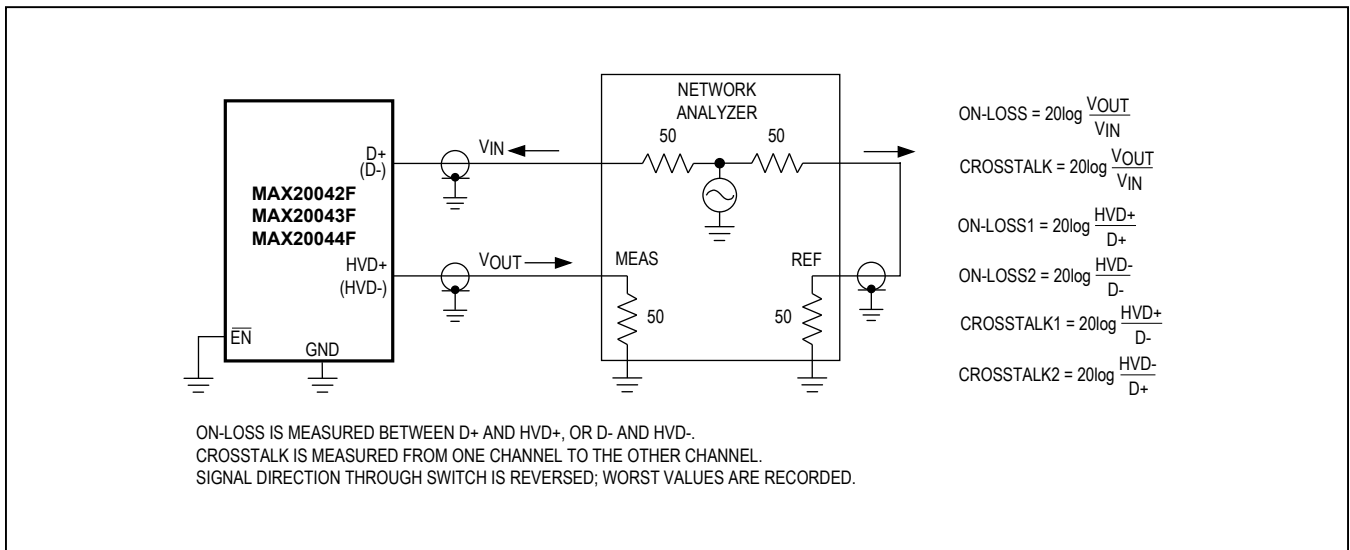 NETWORK
ANALYZER
50
50
D+
(D-)
VIN
MAX20042F
MAX20043F
MAX20044F
HVD+
(HVD-)
VOUT
MEAS
REF
50
50
EN
GND
ON-LOSS = 20log VOUT
VIN
CROSSTALK = 20log VOUT
VIN
ON-LOSS1 = 20log HVD+
D+
ON-LOSS2 = 20log HVD-
D-
CROSSTALK1 = 20log HVD+
D-
CROSSTALK2 = 20log HVD-
D+
ON-LOSS IS MEASURED BETWEEN D+ AND HVD+, OR D- AND HVD-.
CROSSTALK IS MEASURED FROM ONE CHANNEL TO THE OTHER CHANNEL.
SIGNAL DIRECTION THROUGH SWITCH IS REVERSED; WORST VALUES ARE RECORDED.